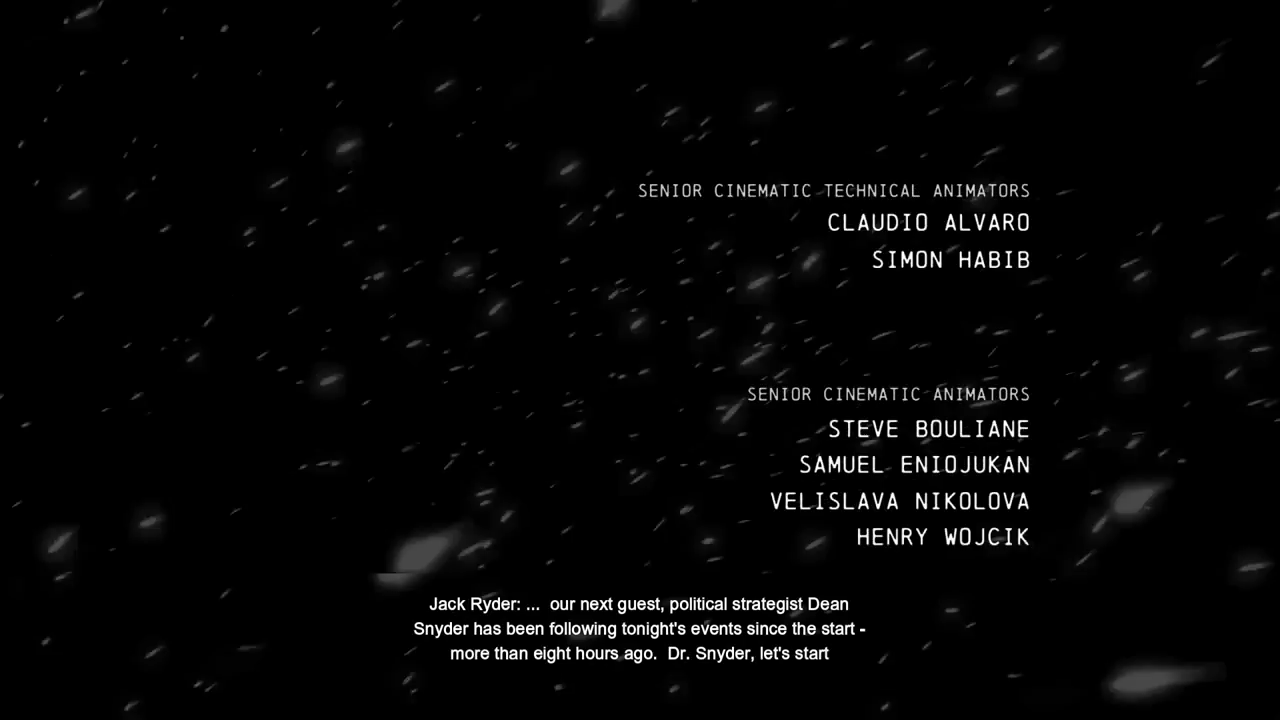 SENIOR CINEMATIC TECHNICAL ANIMATORS
CLAUDIO ALVARO
SIMON HABIB
SENIOR CINEMATIC ANIMATORS
STEVE BOULIANE
SAMUEL ENIOJUKAN
VELISLAVA NIKOLOVA
HENRY WOJCIK
Jack Ryder: ...  our next guest, political strategist Dean
Snyder has been following tonight's events since the start -
more than eight hours ago.  Dr. Snyder, let's start